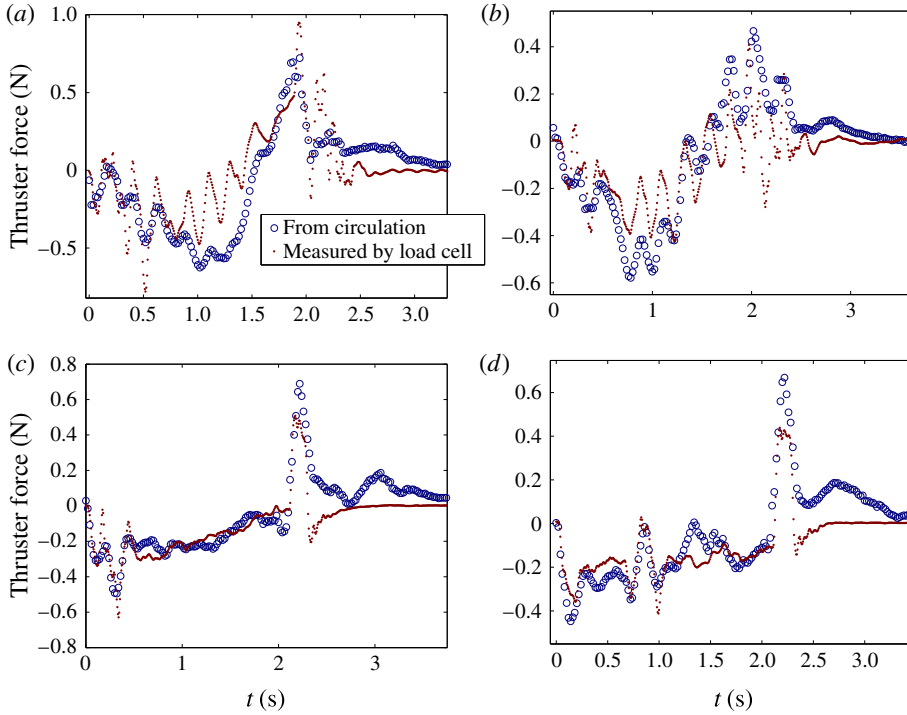 (a)
(b)
1.0
0.5
0
−0.5
Thruster force (N)
0 0.5 1.0 1.5 2.0 2.5 3.0
From circulation
Measured by load cell
0.4
0.2
0
−0.2
−0.4
−0.6
0 1 2 3
(c)
(d)
0.8
0.6
0.4
0.2
0
−0.2
−0.4
−0.6
−0.8
Thruster force (N)
0 1 2 3
t (s)
0.6
0.4
0.2
0
−0.2
−0.4
0 0.5 1.0 1.5 2.0 2.5 3.0 3.5
t (s)